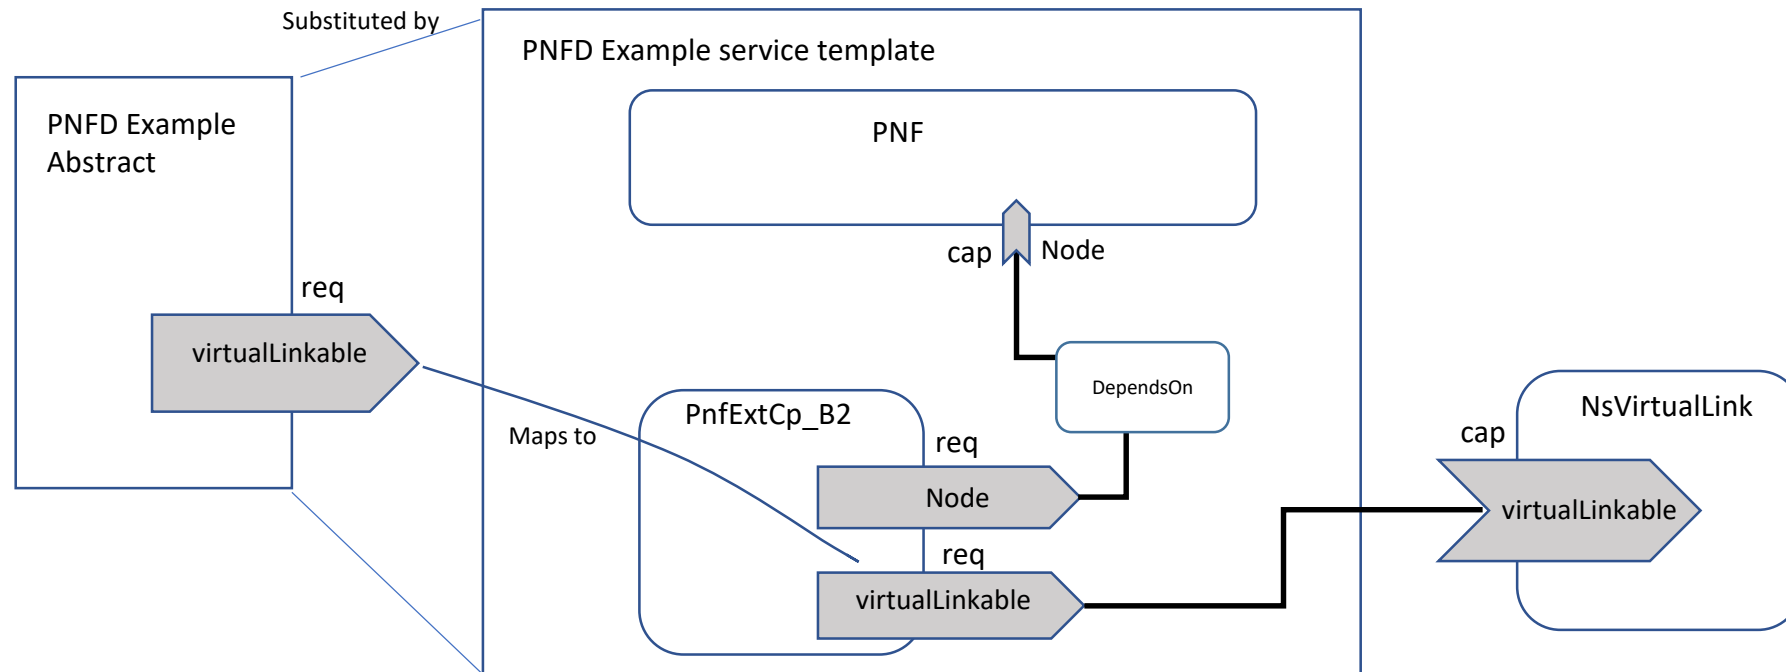 Substituted by
PNFD Example service template
PNFD Example
Abstract
PNF
cap
Node
req
virtualLinkable
DependsOn
Maps to
PnfExtCp_B2
req
Node
req
virtualLinkable
NsVirtualLink
cap
virtualLinkable